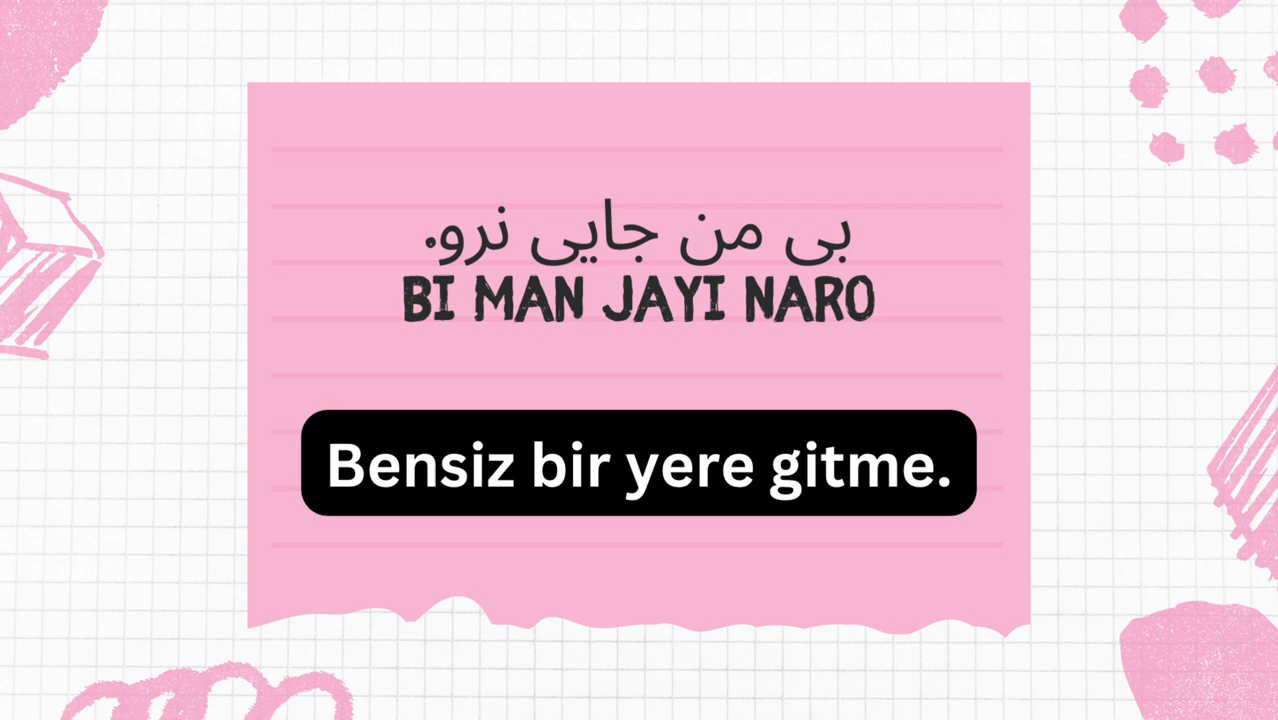 بی من جایی نرو.
BI MAN JAYI NARO
Bensiz bir yere gitme.